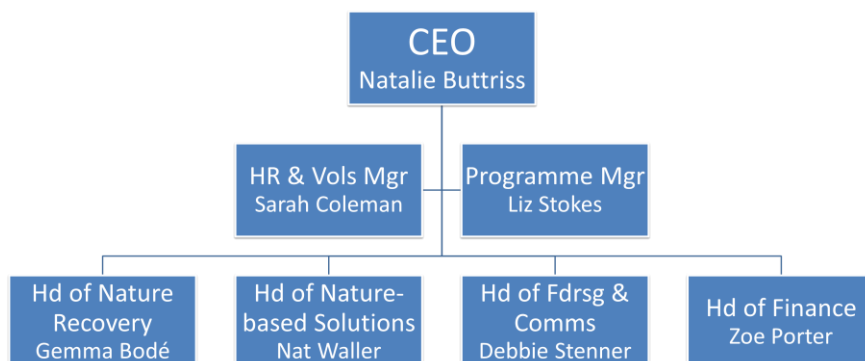 CEO
Natalie Buttriss
HR & Vols Mgr
Sarah Coleman
Programme Mgr
Liz Stokes
Hd of Nature
Recovery
Gemma Bodé
Hd of Nature-
based Solutions
Nat Waller
Hd of Fdrsg &
Comms
Debbie Stenner
Hd of Finance
Zoe Porter